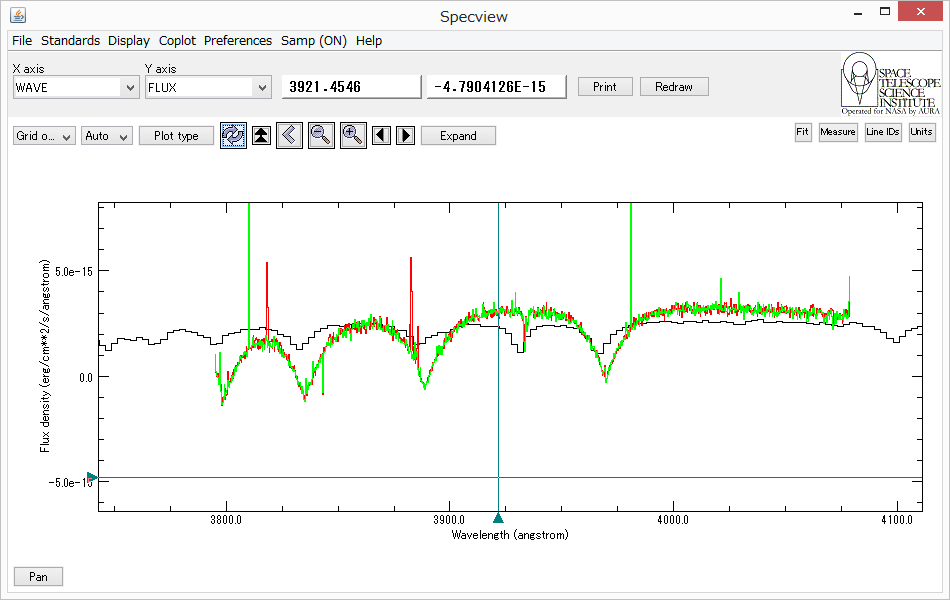 Specview
File Standards Display Coplot Preferences Samp (ON) Help
X axis
Y axis
WAVE
FLUX
3921.4546
-4.7904126E-15
Print
Redraw
SPACE
TELESCOPE
SCIENCE
INSTITUTE
Operated for NASA by AURA
Grid o...
Auto
Plot type
Expand
Fit
Measure
Line IDs
Units
Flux density (erg/cm**2/s/angstrom)
5.0e-15
0.0
-5.0e-15
3800.0
3900.0
4000.0
4100.0
Wavelength (angstrom)
Pan